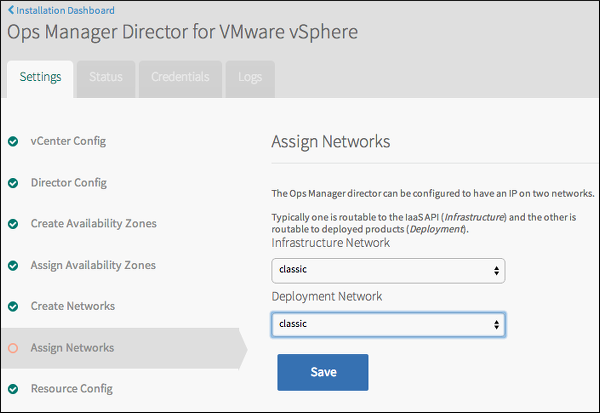 Installation Dashboard
Ops Manager Director for VMware vSphere
Settings
Status
Credentials
Logs
vCenter Config
Director Config
Create Availability Zones
Assign Availability Zones
Create Networks
Assign Networks
Resource Config
Assign Networks
The Ops Manager director can be configured to have an IP on two networks.
Typically one is routable to the IaaS API (Infrastructure) and the other is
routable to deployed products (Deployment).
Infrastructure Network
classic
Deployment Network
classic
Save